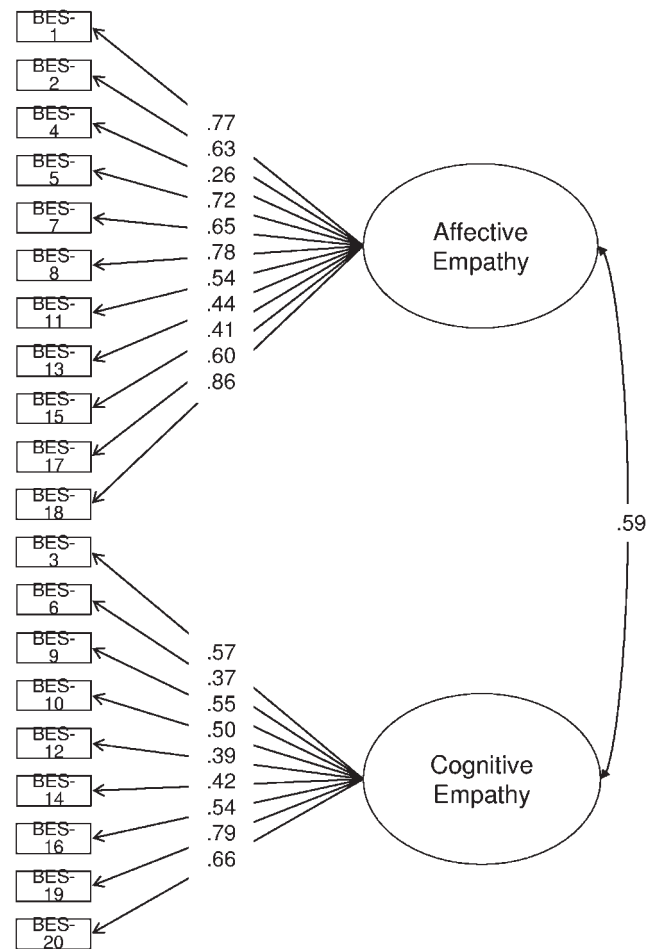 BES-
1
BES-
2
BES-
4
BES-
5
BES-
7
BES-
8
BES-
11
BES-
13
BES-
15
BES-
17
BES-
18
BES-
3
BES-
6
BES-
9
BES-
10
BES-
12
BES-
14
BES-
16
BES-
19
BES-
20
.77
.63
.26
.72
.65
.78
.54
.44
.41
.60
.86
.57
.37
.55
.50
.39
.42
.54
.79
.66
Affective
Empathy
Cognitive
Empathy
.59